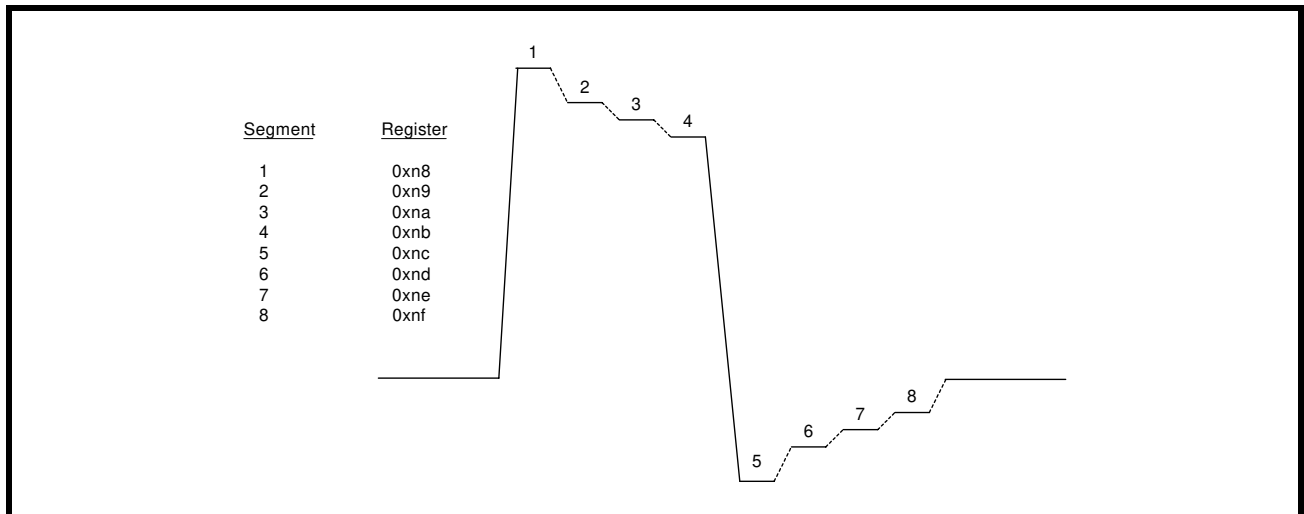 1
2
3
4
Segment Register
1 0xn8
2 0xn9
3 0xna
4 0xnb
5 0xnc
6 0xnd
7 0xne
8 0xnf
8
7
6
5